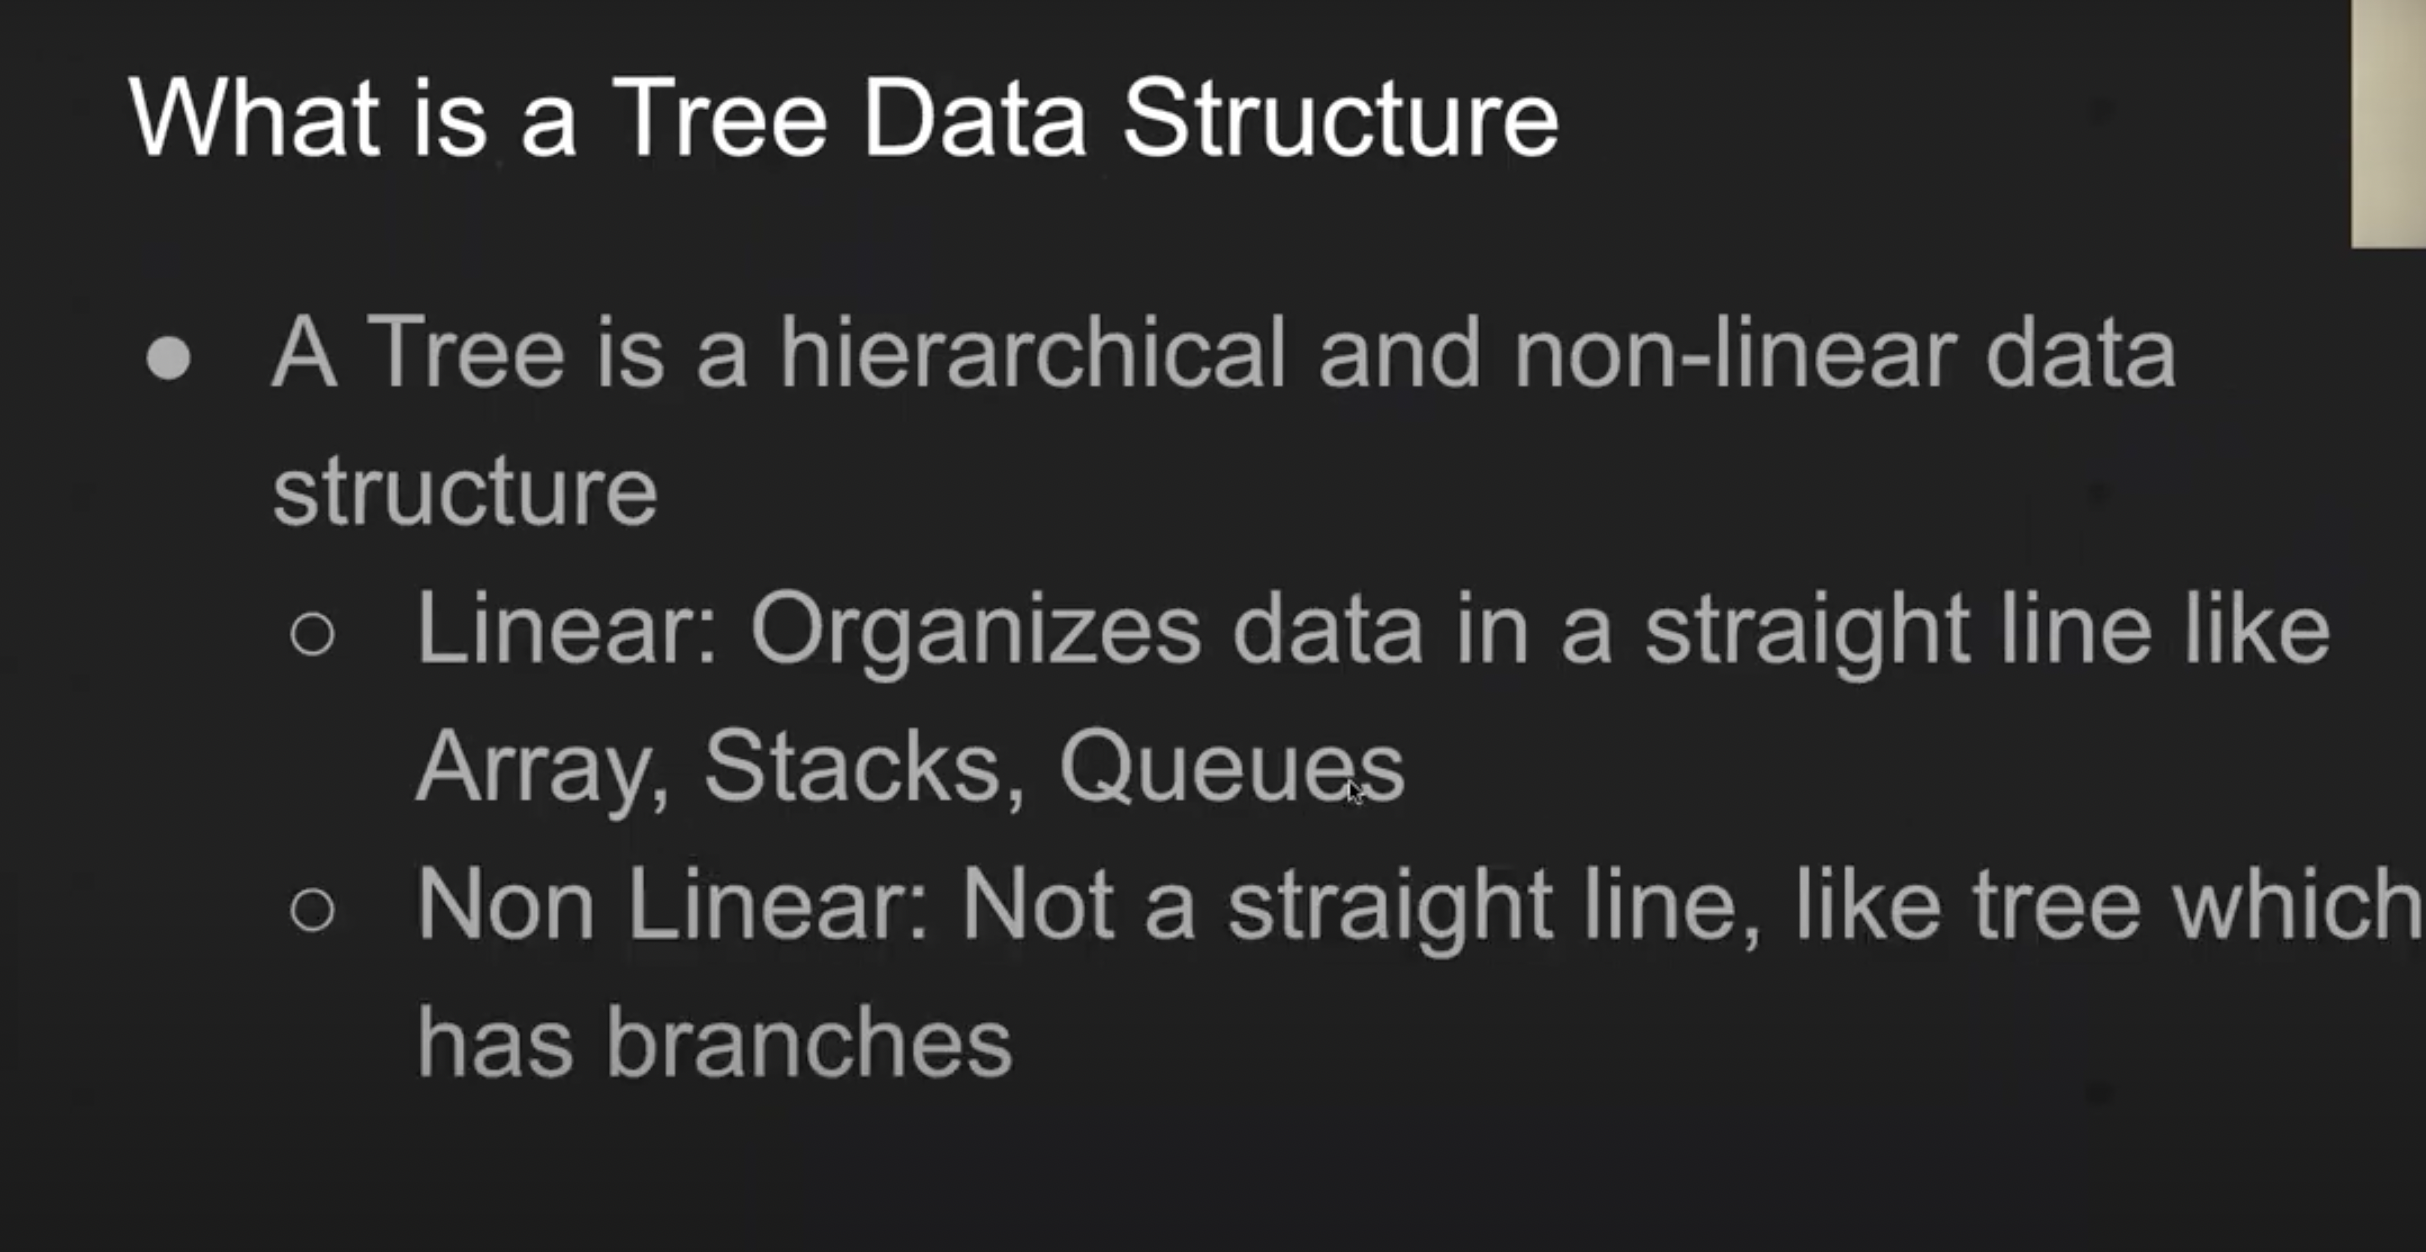 What is a Tree Data Structure
● A Tree is a hierarchical and non-linear data
structure
○ Linear: Organizes data in a straight line like
Array, Stacks, Queues
○ Non Linear: Not a straight line, like tree which
has branches